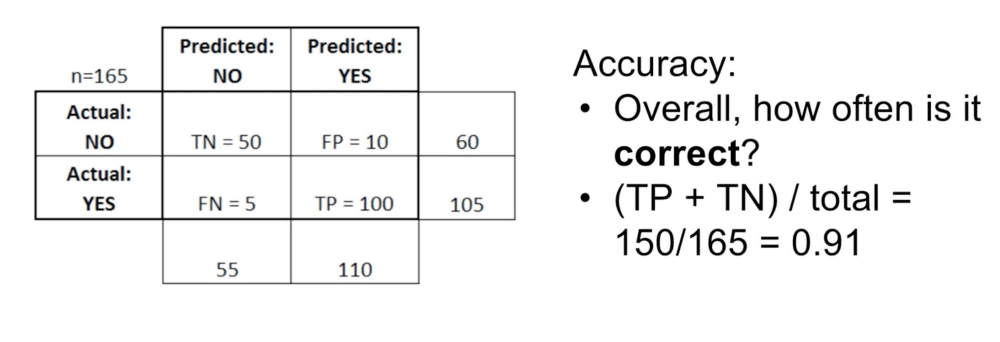 Predicted: Predicted:
n=165 NO YES
Actual:
NO TN = 50 FP = 10 60
Actual:
YES FN = 5 TP = 100 105
55 110
Accuracy:
• Overall, how often is it
correct?
• (TP + TN) / total =
150/165 = 0.91